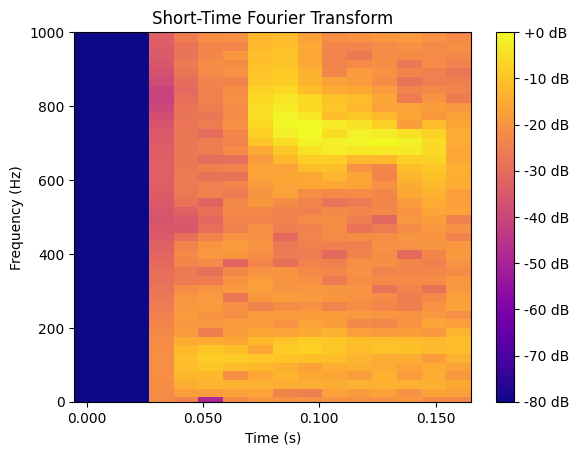 Short-Time Fourier Transform
1000
800
600
400
200
0
Frequency (Hz)
0.000
0.050
0.100
0.150
Time (s)
+0 dB
-10 dB
-20 dB
-30 dB
-40 dB
-50 dB
-60 dB
-70 dB
-80 dB